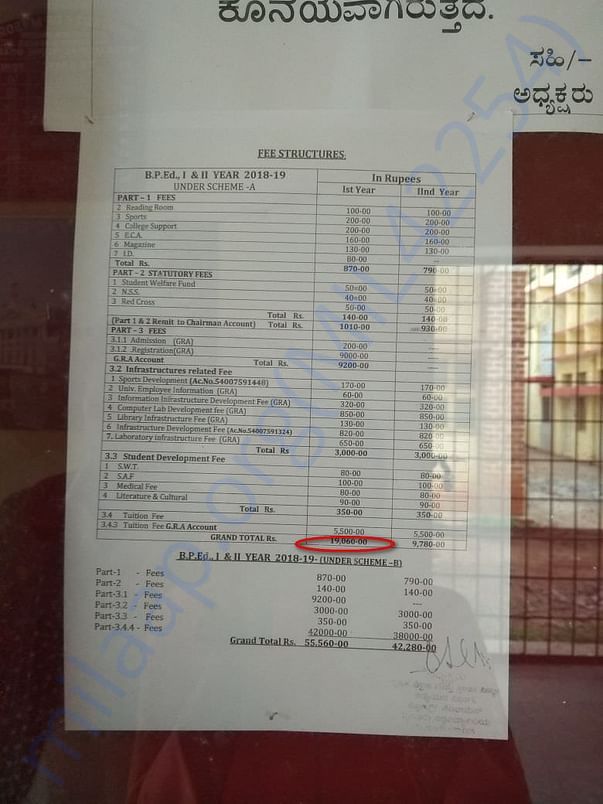 ಕೂನೆಯವಾಗಿರುತ್ತದೆ.
ಸಹಿ/–
ಅಧ್ಯಕ್ಷರು
FEE STRUCTURES
B.P.Ed., I & II YEAR 2018-19 In Rupees
UNDER SCHEME -A Ist Year IInd Year
PART – 1 FEES
2 Reading Room 100-00 100-00
3 Sports 200-00 200-00
4 College Support 200-00 200-00
5 E.C.A. 160-00 160-00
6 Magazine 130-00 130-00
7 I.D. 80-00 --
Total Rs. 870-00 790-00
PART – 2 STATUTORY FEES
1 Student Welfare Fund 50=00 50=00
2 N.S.S. 40=00 40=00
3 Red Cross 50-00 50-00
Total Rs. 140-00 140-00
(Part 1 & 2 Remit to Chairman Account) Total Rs. 1010-00 930-00
PART – 3 FEES
3.1.1 Admission (GRA) 200-00 ----
3.1.2 .Registration(GRA) 9000-00 ----
G.R.A Account Total Rs. 9200-00 ----
3.2 Infrastructures related Fee
1 Sports Development (Ac.No.54007591448) 170-00 170-00
2 Univ. Employee Information (GRA) 60-00 60-00
3 Information Infrastructure Development Fee (GRA) 320-00 320-00
4 Computer Lab Development fee (GRA) 850-00 850-00
5 Library Infrastructure Fee (GRA) 130-00 130-00
6 Infrastructure Development Fee (Ac.No.54007591324) 820-00 820-00
7. Laboratory infrastructure Fee (GRA) 650-00 650-00
Total Rs 3,000-00 3,000-00
3.3 Student Development Fee
1 S.W.T. 80-00 80-00
2 S.A.F 100-00 100-00
3 Medical Fee 80-00 80-00
4 Literature & Cultural 90-00 90-00
Total Rs. 350-00 350-00
3.4 Tuition Fee
3.4.3 Tuition Fee G.R.A Account 5,500-00 5,500-00
GRAND TOTAL Rs. 19,060-00 9,780-00
B.P.Ed., I & II YEAR 2018-19- (UNDER SCHEME –B)
Part-1 - Fees 870-00 790-00
Part-2 - Fees 140-00 140-00
Part-3.1 - Fees 9200-00 ---
Part-3.2 - Fees 3000-00 3000-00
Part-3.3 - Fees 350-00 350-00
Part-3.4.4 - Fees 42000-00 38000-00
Grand Total Rs. 55,560-00 42,280-00